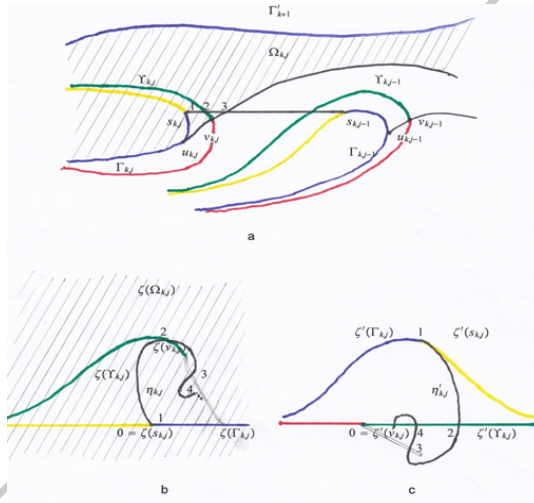 Γ′k+1
Ωk,j
Υk,j
Υk,j−1
1 2 3
sk,j
sk,j−1
vk,j
vk,j−1
uk,j
uk,j−1
Γk,j
Γk,j−1
a
ζ(Ωk,j)
2
ζ(vk,j)
ζ(Υk,j)
3
ηk,j
4
1
0 = ζ(sk,j)
ζ(Γk,j)
b
ζ′(Γk,j)
1
ζ′(sk,j)
η′k,j
0 = ζ′(vk,j)
4
2
ζ′(Υk,j)
3
c